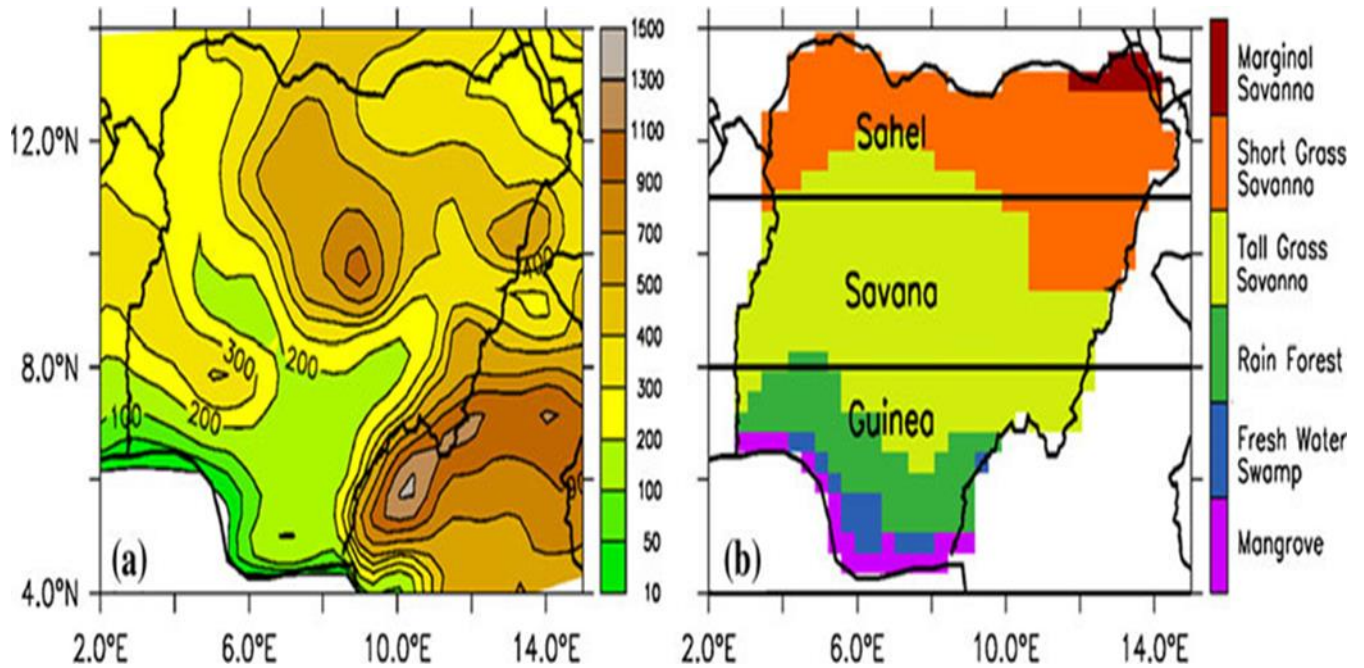 12.0°N
8.0°N
4.0°N
2.0°E
6.0°E
10.0°E
14.0°E
300
200
200
100
400
(a)
1500
1300
1100
900
700
500
400
300
200
100
50
10
Sahel
Savana
Guinea
(b)
2.0°E
6.0°E
10.0°E
14.0°E
Marginal
Savanna
Short Grass
Savanna
Tall Grass
Savanna
Rain Forest
Fresh Water
Swamp
Mangrove